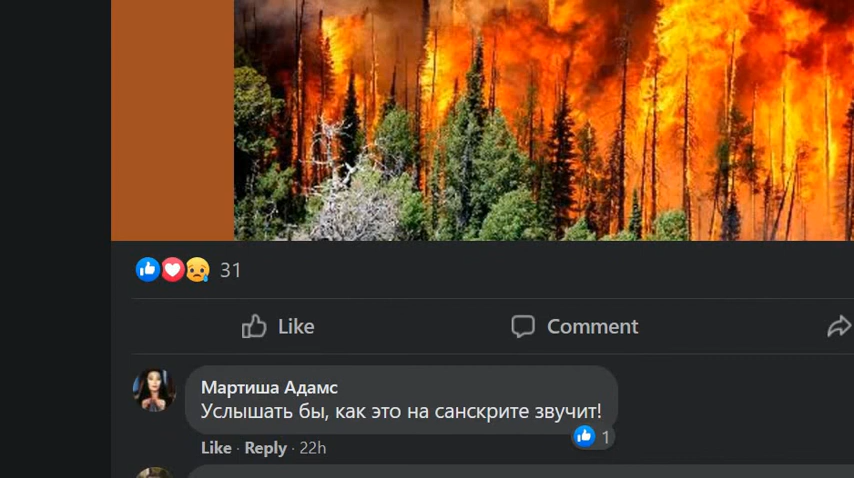 31
Like
Comment
Мартиша Адамс
Услышать бы, как это на санскрите звучит!
1
Like · Reply · 22h